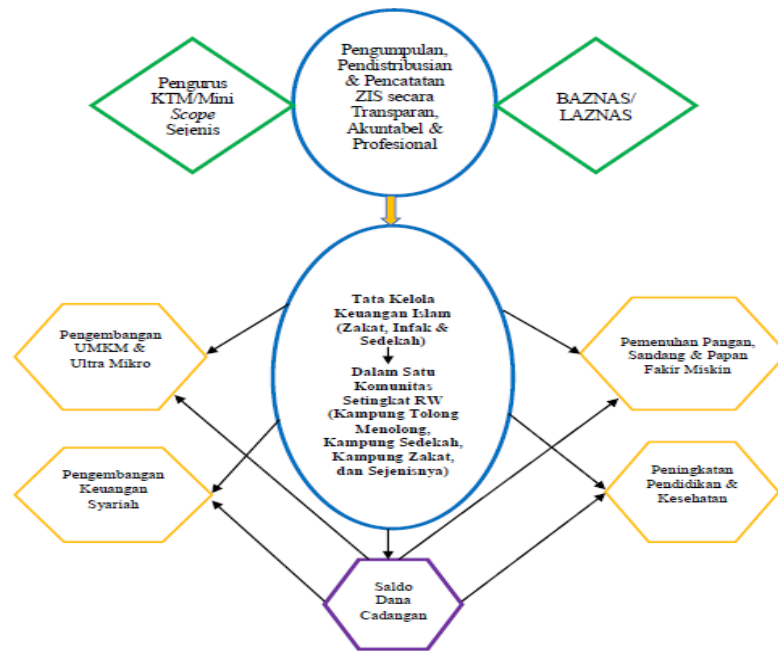 Pengurus
KTM/Mini
Scope
Sejenis
Pengumpulan,
Pendistribusian
& Pencatatan
ZIS secara
Transparan,
Akuntabel &
Profesional
BAZNAS/
LAZNAS
Tata Kelola
Keuangan Islam
(Zakat, Infak &
Sedekah)
Dalam Satu
Komunitas
Setingkat RW
(Kampung Tolong
Menolong,
Kampung Sedekah,
Kampung Zakat,
dan Sejenisnya)
Pengembangan
UMKM &
Ultra Mikro
Pemenuhan Pangan,
Sandang & Papan
Fakir Miskin
Pengembangan
Keuangan
Syariah
Peningkatan
Pendidikan &
Kesehatan
Saldo
Dana
Cadangan